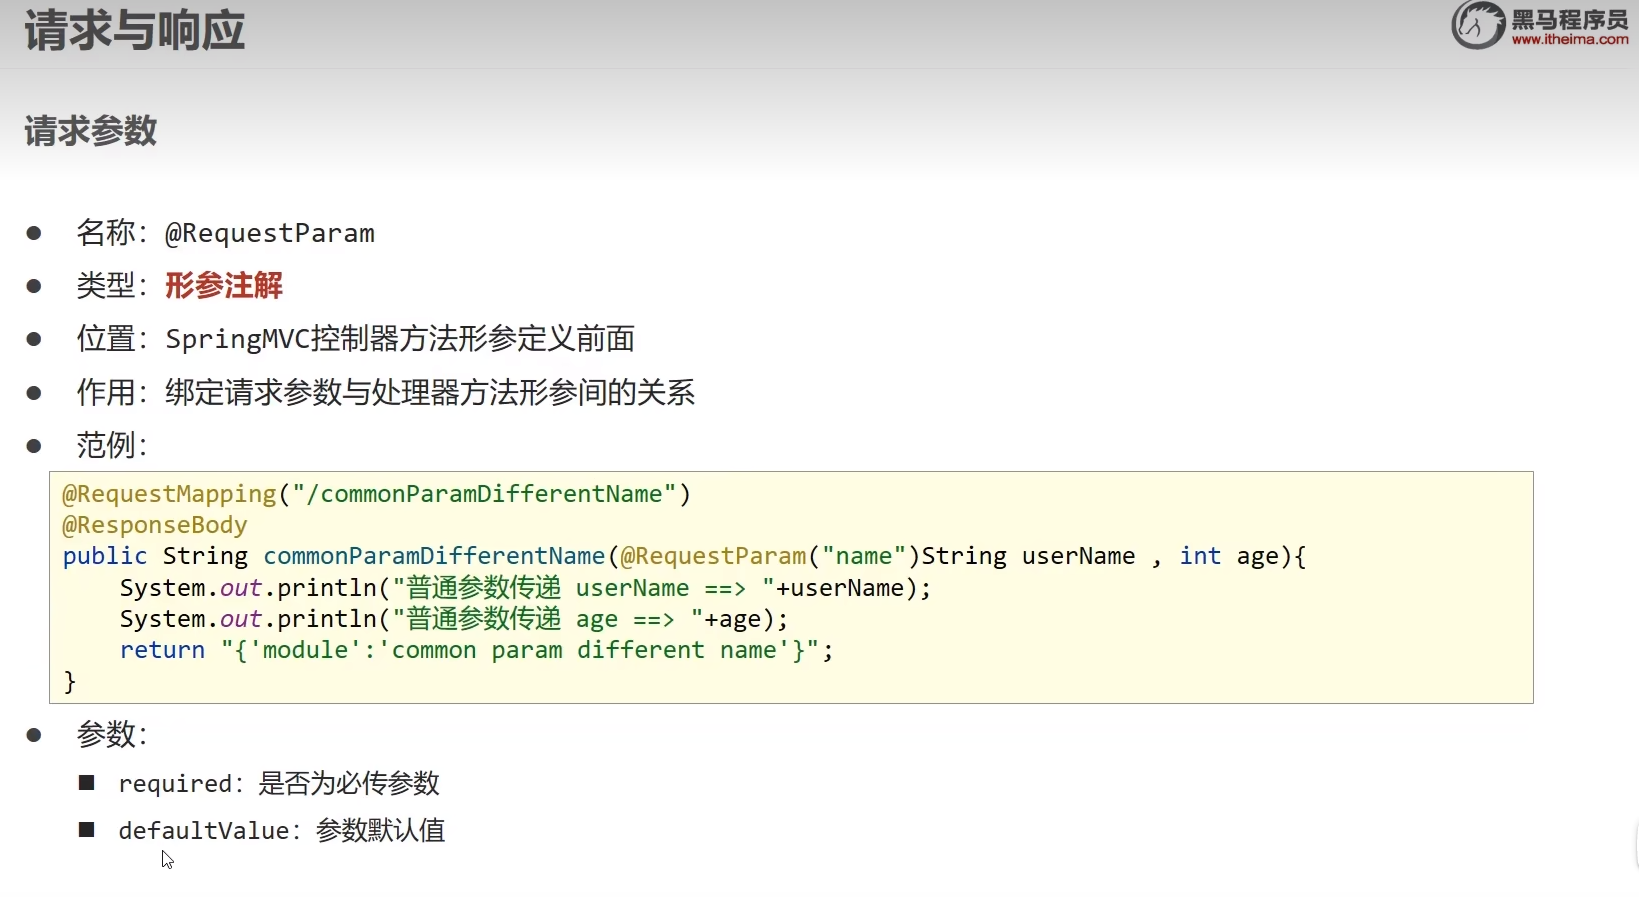 请求与响应
黑马程序员
www.itheima.com
请求参数
● 名称：@RequestParam
● 类型：形参注解
● 位置：SpringMVC控制器方法形参定义前面
● 作用：绑定请求参数与处理器方法形参间的关系
● 范例：
@RequestMapping("/commonParamDifferentName")
@ResponseBody
public String commonParamDifferentName(@RequestParam("name")String userName , int age){
    System.out.println("普通参数传递 userName ==> "+userName);
    System.out.println("普通参数传递 age ==> "+age);
    return "{'module':'common param different name'}";
}
● 参数：
■ required：是否为必传参数
■ defaultValue：参数默认值